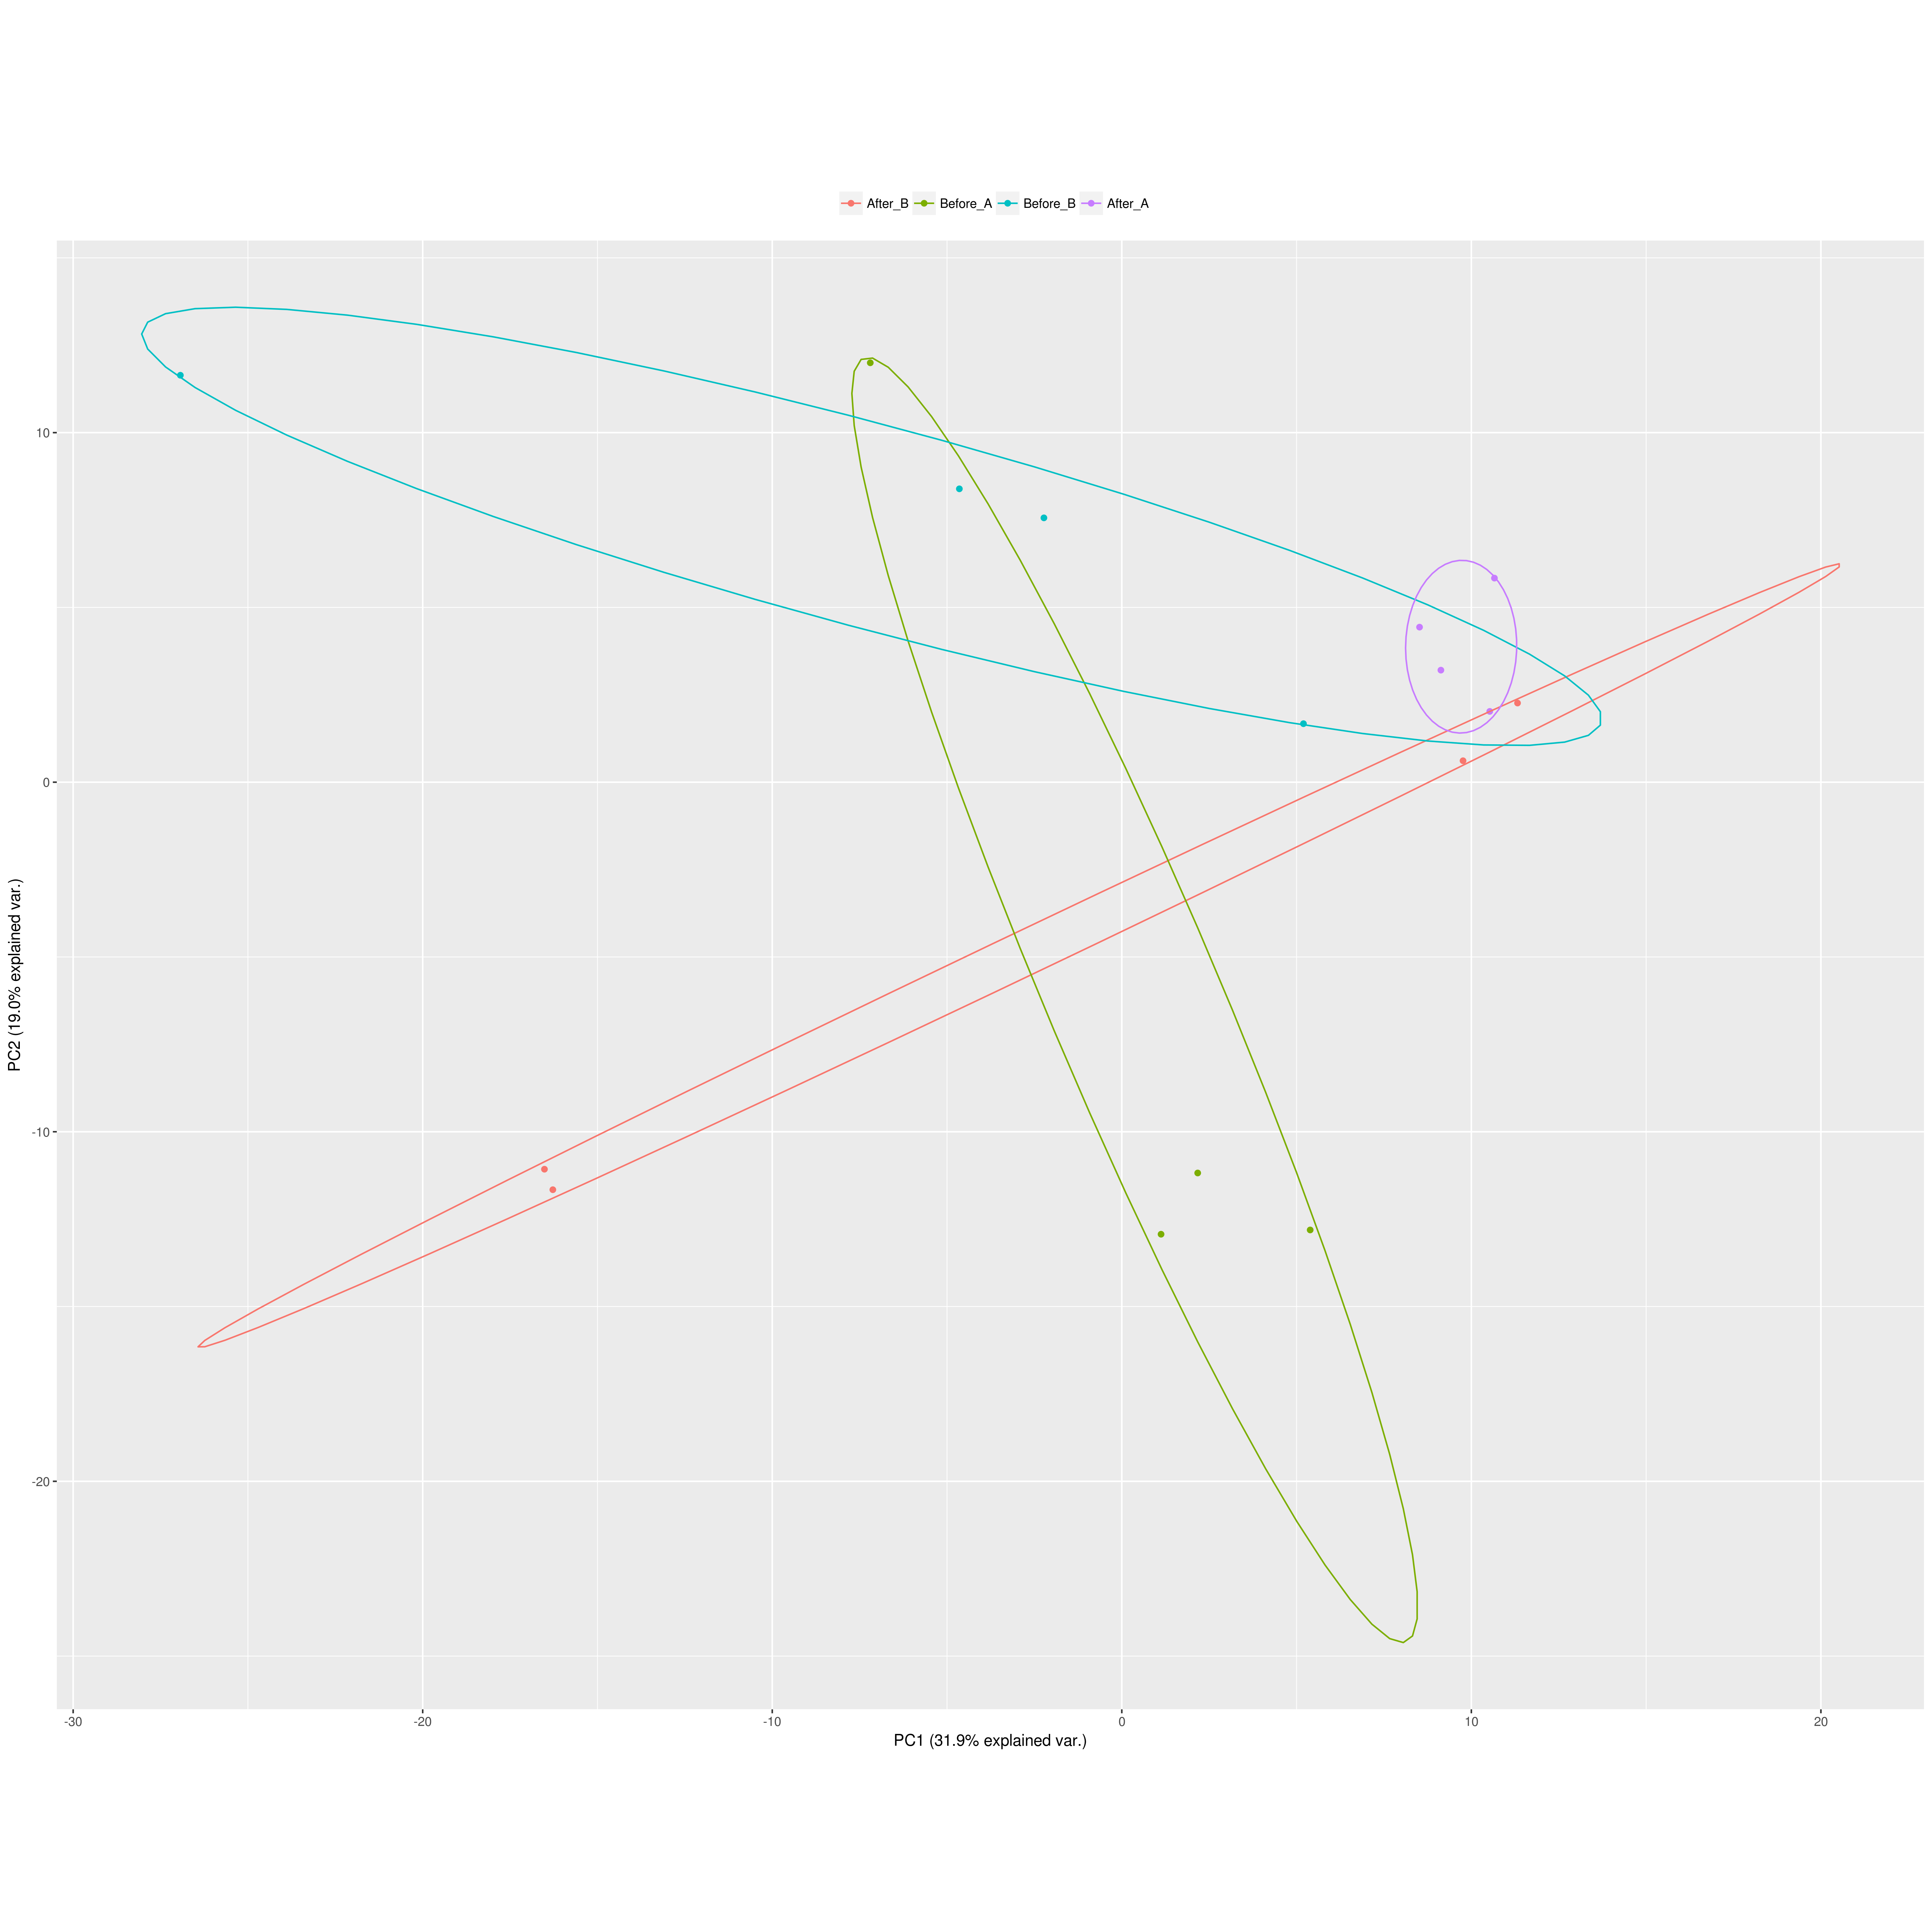 After_B Before_A Before_B After_A
10
0
-10
-20
PC2 (19.0% explained var.)
-30 -20 -10 0 10 20
PC1 (31.9% explained var.)